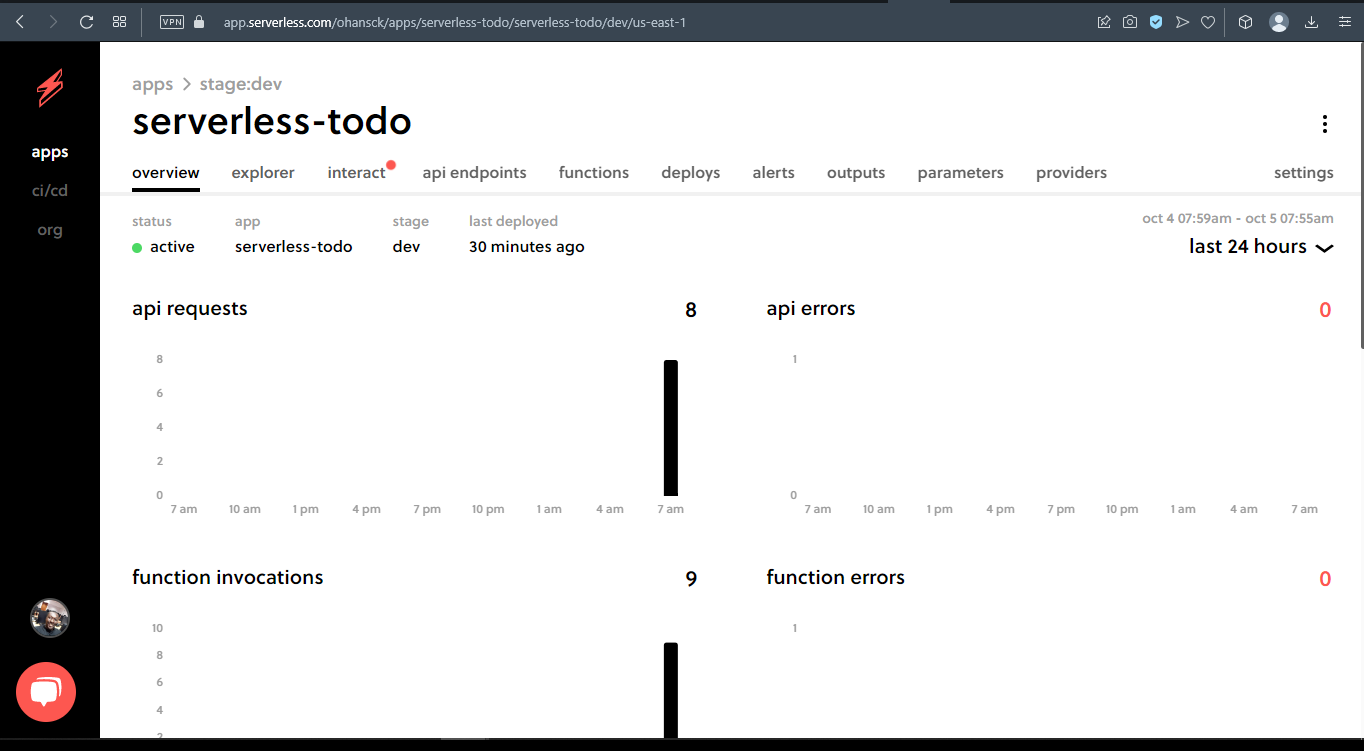 VPN app.serverless.com/ohansck/apps/serverless-todo/serverless-todo/dev/us-east-1
apps
ci/cd
org
apps > stage:dev
serverless-todo
overview explorer interact api endpoints functions deploys alerts outputs parameters providers settings
status app stage last deployed oct 4 07:59am - oct 5 07:55am
active serverless-todo dev 30 minutes ago last 24 hours
api requests 8
8
6
4
2
0
7 am 10 am 1 pm 4 pm 7 pm 10 pm 1 am 4 am 7 am
api errors 0
1
0
7 am 10 am 1 pm 4 pm 7 pm 10 pm 1 am 4 am 7 am
function invocations 9
10
8
6
4
2
function errors 0
1